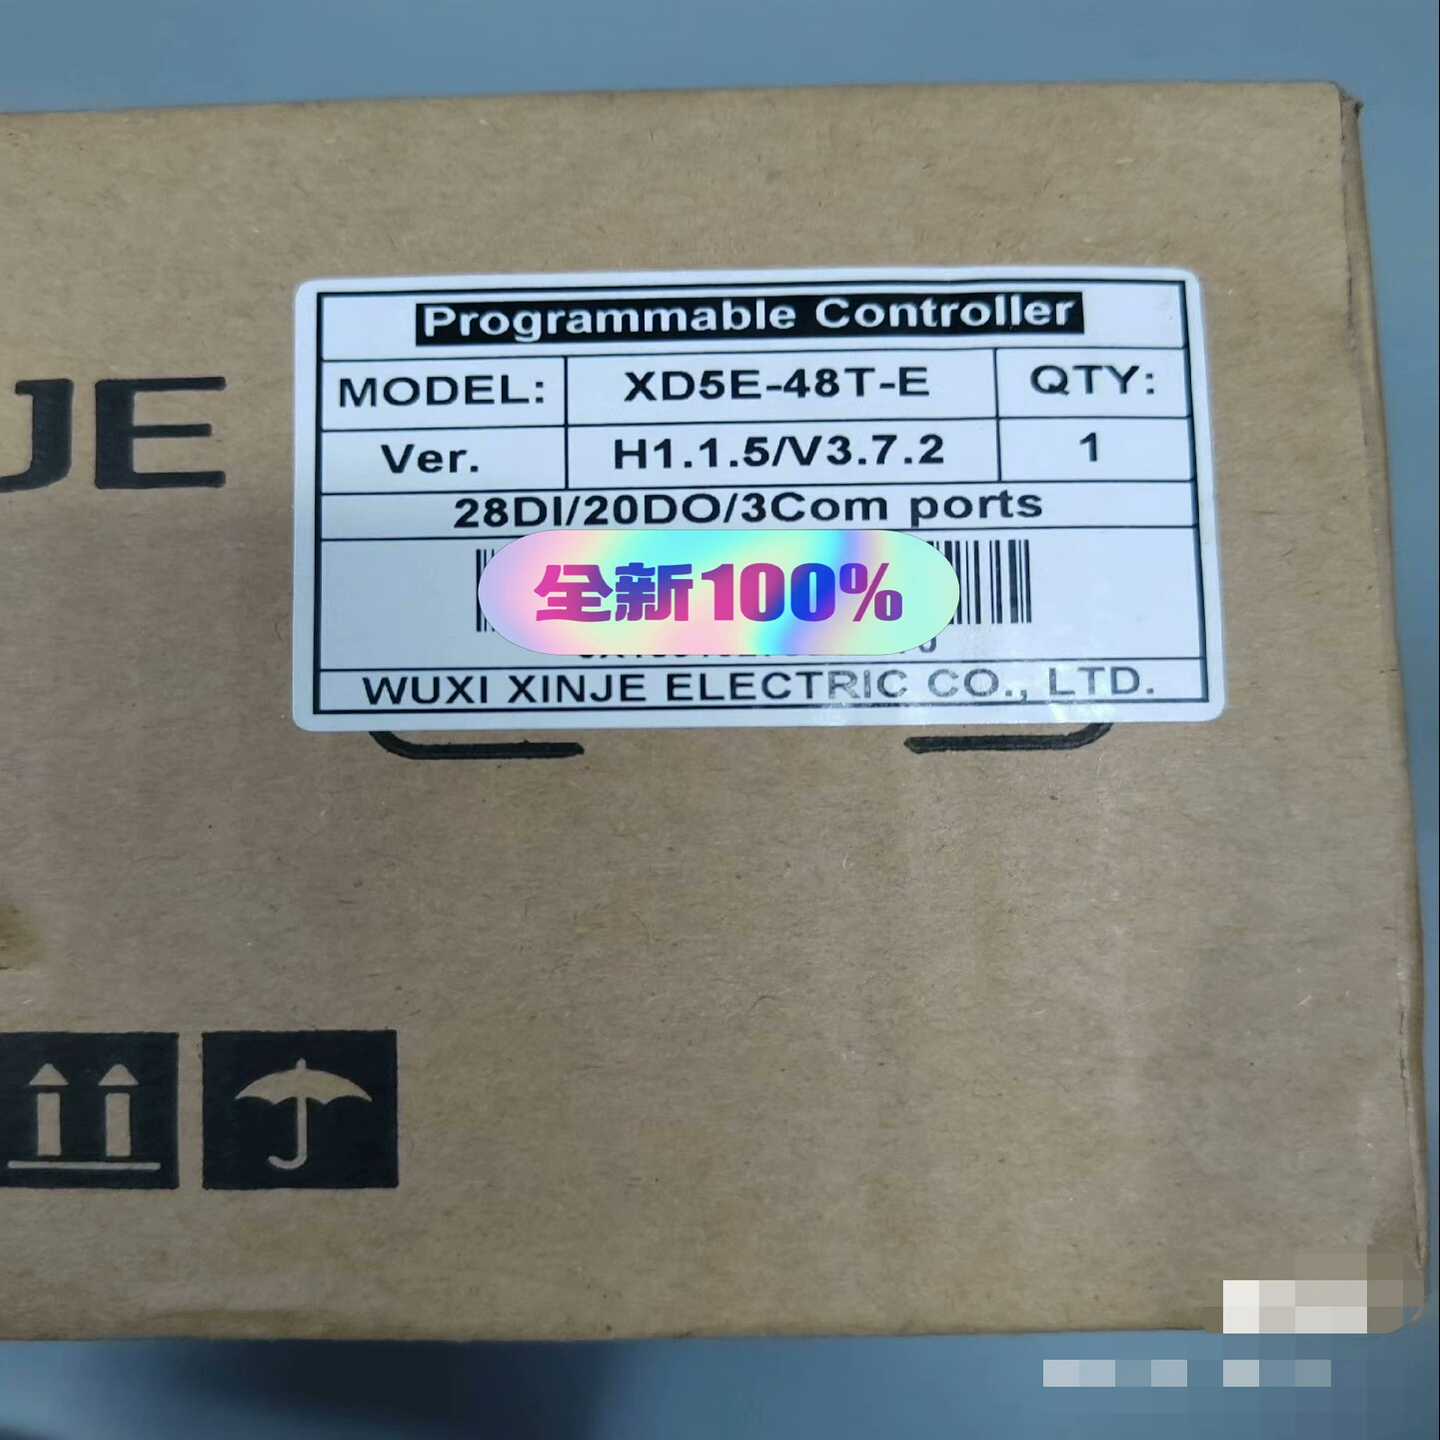 JE
Programmable Controller
MODEL: XD5E-48T-E QTY:
Ver. H1.1.5/V3.7.2 1
28DI/20DO/3Com ports
全新100%
WUXI XINJE ELECTRIC CO., LTD.